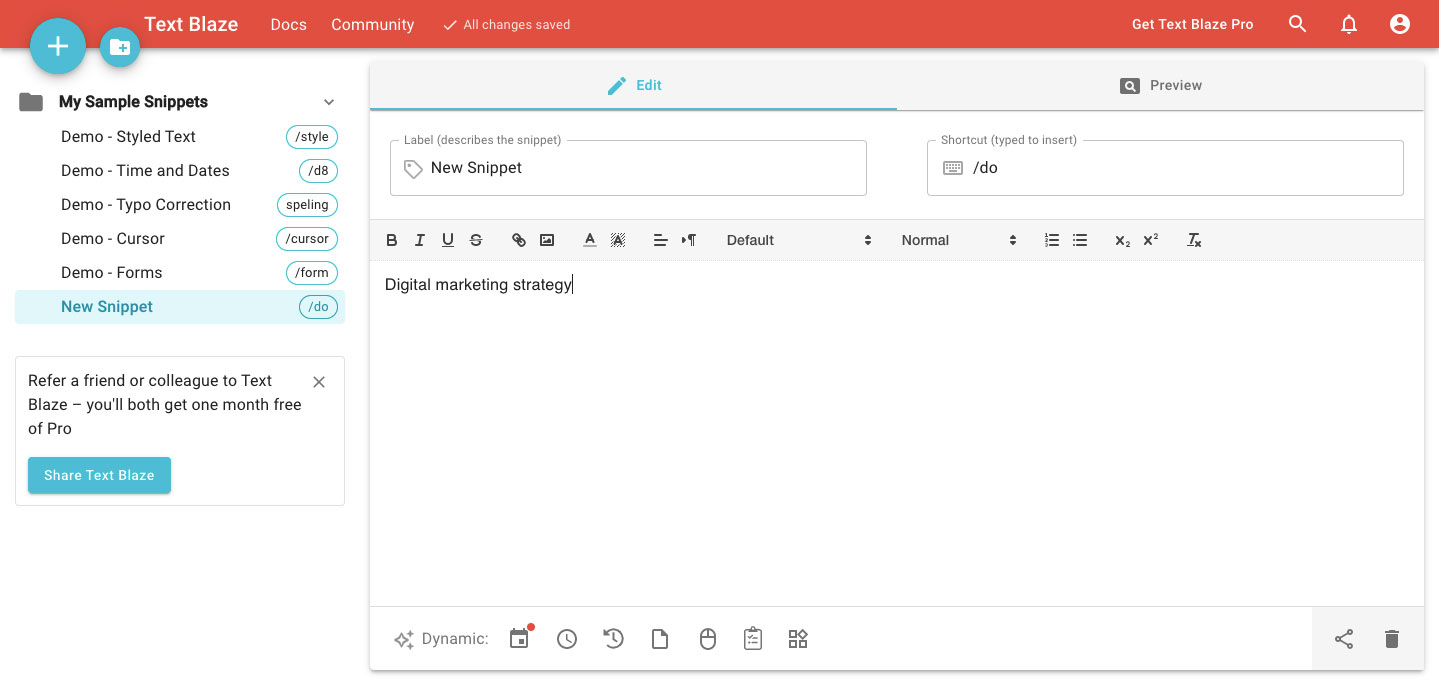 Text Blaze
Docs
Community
All changes saved
Get Text Blaze Pro
My Sample Snippets
Demo - Styled Text
/style
Demo - Time and Dates
/d8
Demo - Typo Correction
speling
Demo - Cursor
/cursor
Demo - Forms
/form
New Snippet
/do
Refer a friend or colleague to Text
Blaze – you'll both get one month free
of Pro
Share Text Blaze
Edit
Preview
Label (describes the snippet)
New Snippet
Shortcut (typed to insert)
/do
Default
Normal
Digital marketing strategy
Dynamic: